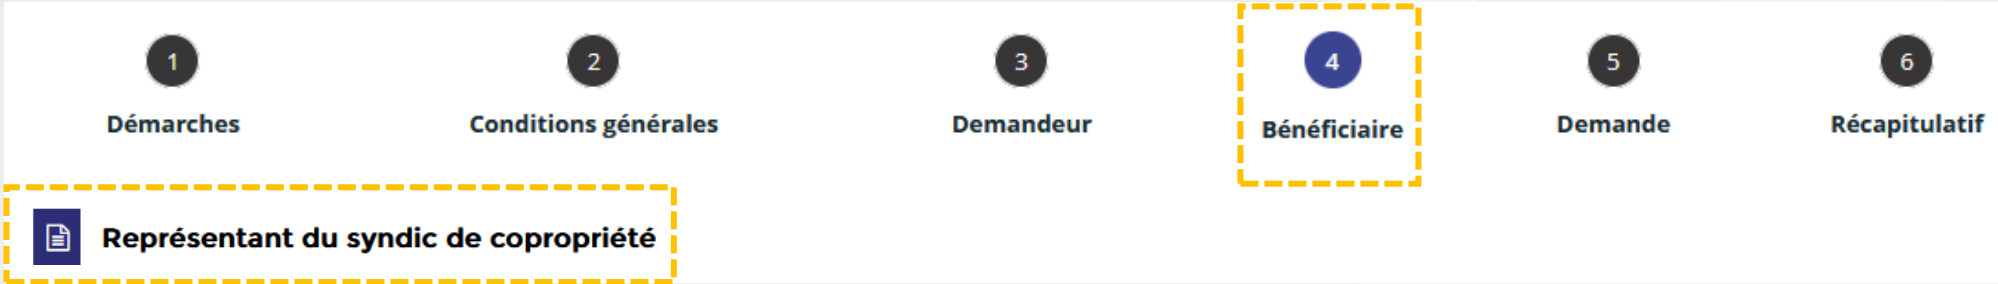 1 2 3 4 5 6
Démarches Conditions générales Demandeur Bénéficiaire Demande Récapitulatif
Représentant du syndic de copropriété